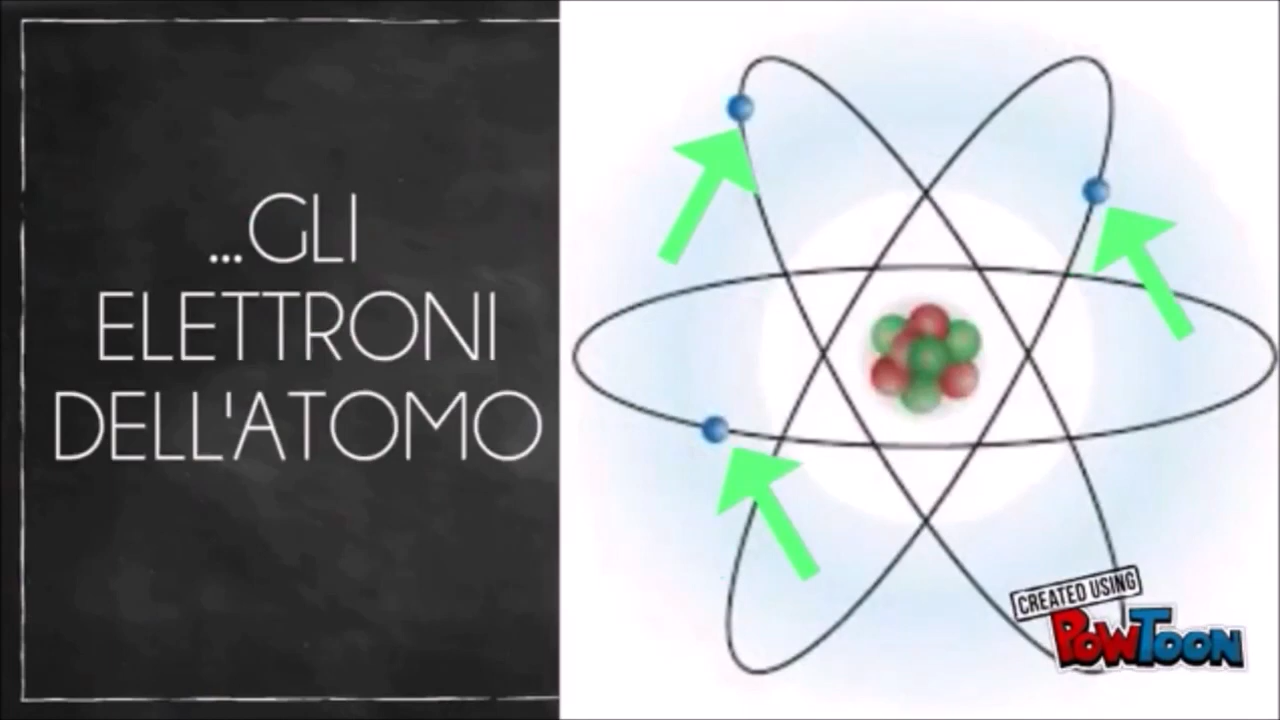 ...GLI
ELETTRONI
DELL'ATOMO
CREATED USING
POWTOON